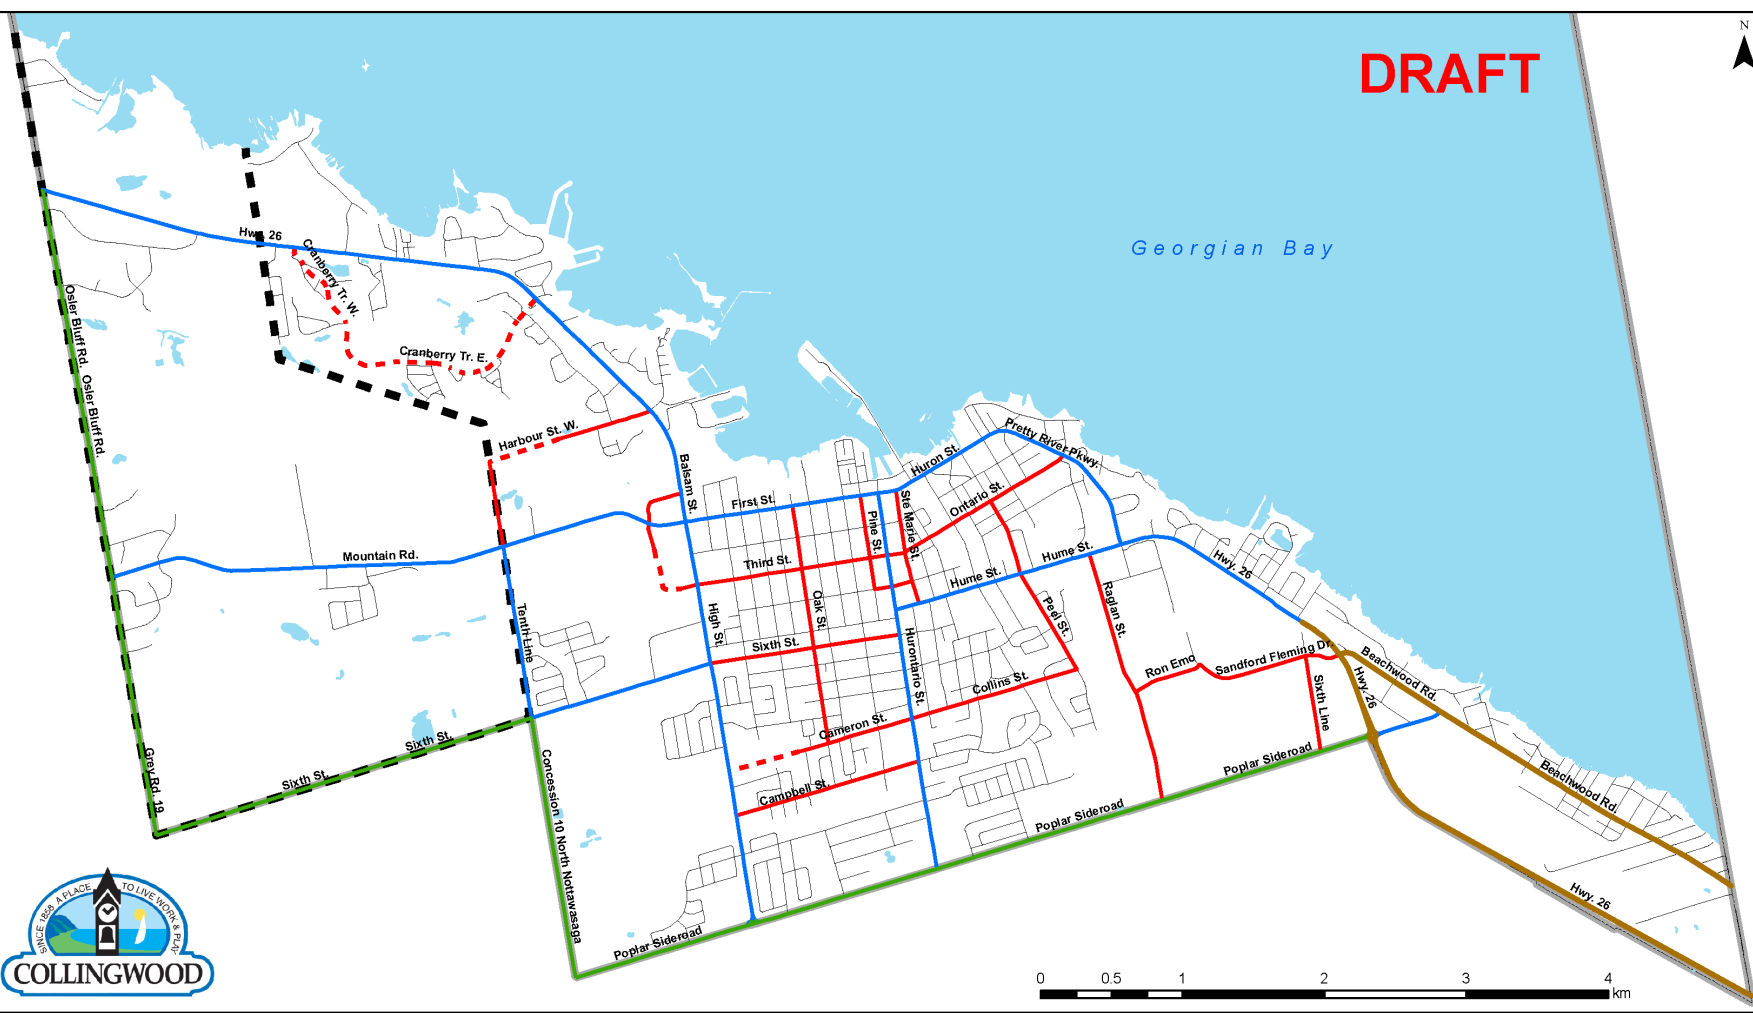 N
DRAFT
Georgian Bay
Hwy. 26
Cranberry Tr. W.
Osler Bluff Rd.
Cranberry Tr. E.
Osler Bluff Rd.
Harbour St. W.
Balsam St.
Huron St.
Pretty River Pkwy.
First St.
Pine St.
Ste Marie St.
Ontario St.
Mountain Rd.
Third St.
Hume St.
Hume St.
Hwy. 26
Tenth Line
High St.
Oak St.
Peel St.
Raglan St.
Sixth St.
Hurontario St.
Ron Emo
Sandford Fleming Dr.
Beachwood Rd.
Collins St.
Sixth Line
Hwy. 26
Cameron St.
Sixth St.
Sixth St.
Grey Rd. 19
Concession 10 North Nottawasaga
Campbell St.
Poplar Sideroad
Poplar Sideroad
Beachwood Rd.
Hwy. 26
Poplar Sideroad
SINCE 1858 A PLACE TO LIVE WORK & PLAY
COLLINGWOOD
0 0.5 1 2 3 4
km